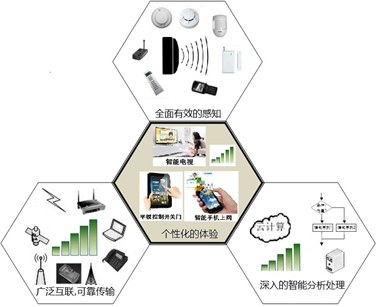 全面有效的感知
智能电视
平板控制开关门
智能手机上网
个性化的体验
广泛互联,可靠传输
云计算
深入的智能分析处理